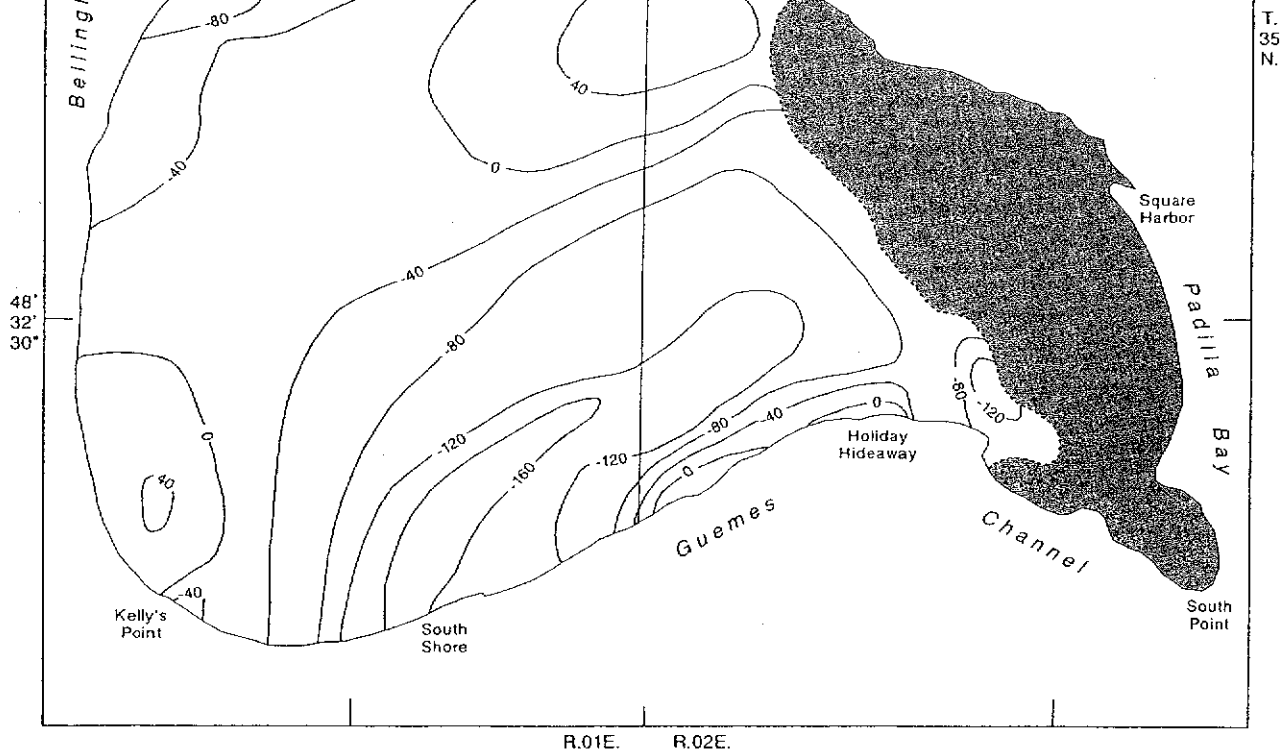 Bellingh
-80
40
T.
35
N.
-40
0
Square
Harbor
-40
48'
32'
30"
-80
Padilla
Bay
-80
-120
-40
0
-80
Holiday
Hideaway
0
-120
-120
-160
0
40
Guemes
Channel
-40
Kelly's
Point
South
Shore
South
Point
R.01E.
R.02E.